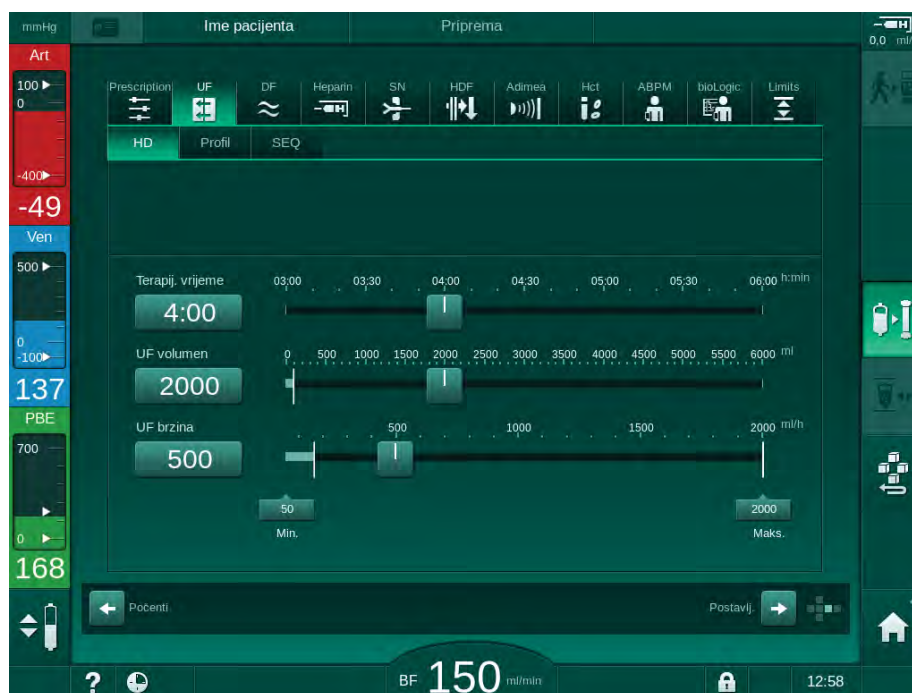 mmHg
Ime pacijenta
Priprema
0,0 ml/
Art
100
0
-400
-49
Ven
500
0
-100
137
PBE
700
0
168
Prescription UF DF Heparin SN HDF Adimea Hct ABPM bioLogic Limits
HD Profil SEQ
Terapij. vrijeme
4:00
03:00 03:30 04:00 04:30 05:00 05:30 06:00 h:min
UF volumen
2000
0 500 1000 1500 2000 2500 3000 3500 4000 4500 5000 5500 6000 ml
UF brzina
500
500 1000 1500 2000 ml/h
50
Min.
2000
Maks.
Počenti
Postavlj.
? BF 150 ml/min
12:58